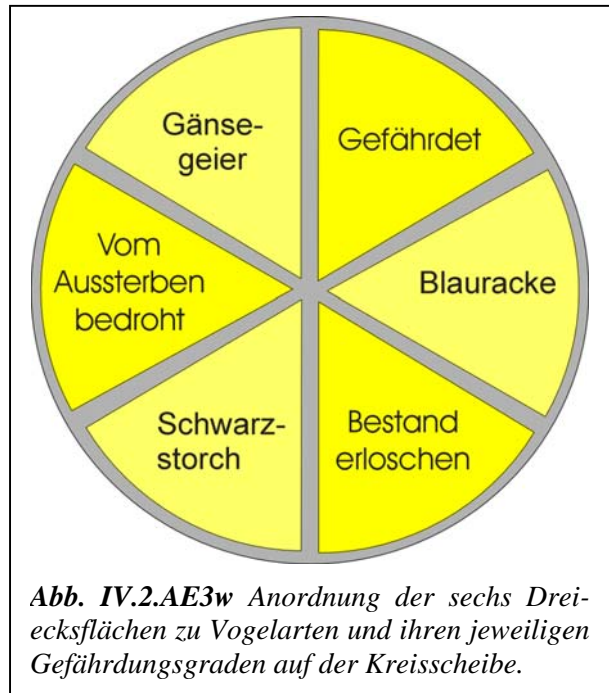 Gänse-
geier
Gefährdet
Vom
Aussterben
bedroht
Blauracke
Schwarz-
storch
Bestand
erloschen
Abb. IV.2.AE3w Anordnung der sechs Drei-
ecksflächen zu Vogelarten und ihren jeweiligen
Gefährdungsgraden auf der Kreisscheibe.